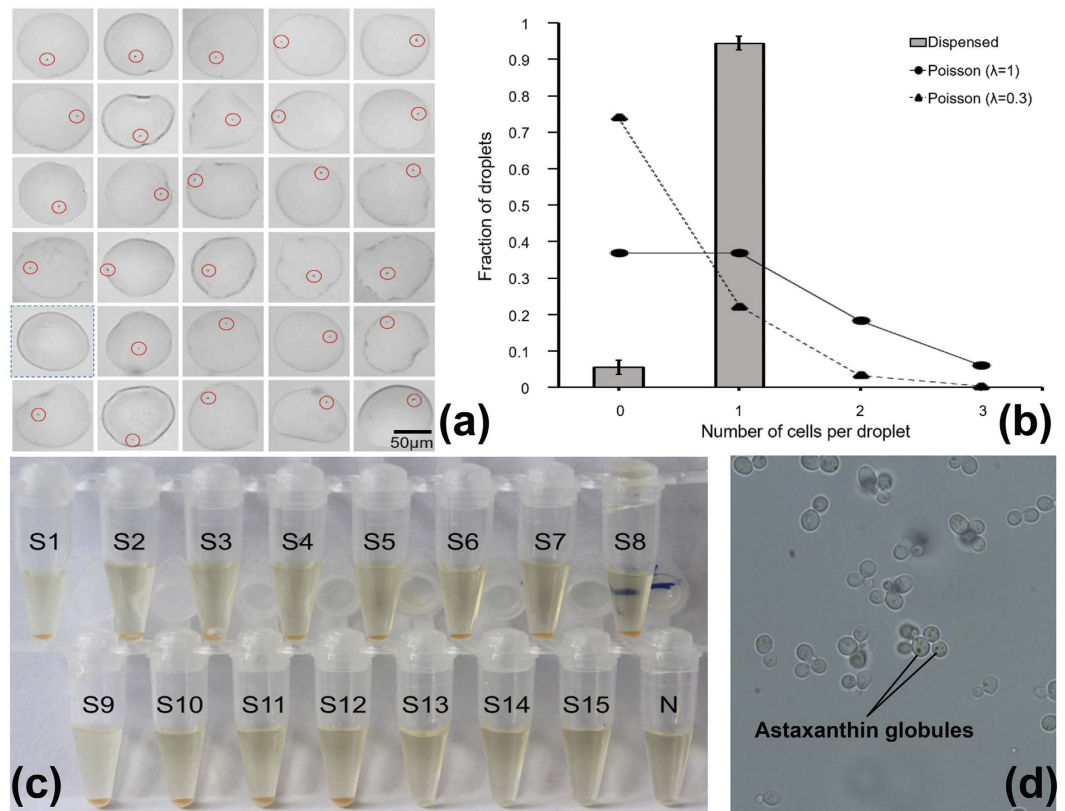 50μm
(a)
1
0.9
0.8
0.7
0.6
0.5
0.4
0.3
0.2
0.1
0
Fraction of droplets
Dispensed
Poisson (λ=1)
Poisson (λ=0.3)
0 1 2 3
Number of cells per droplet
(b)
S1 S2 S3 S4 S5 S6 S7 S8
S9 S10 S11 S12 S13 S14 S15 N
(c)
Astaxanthin globules
(d)